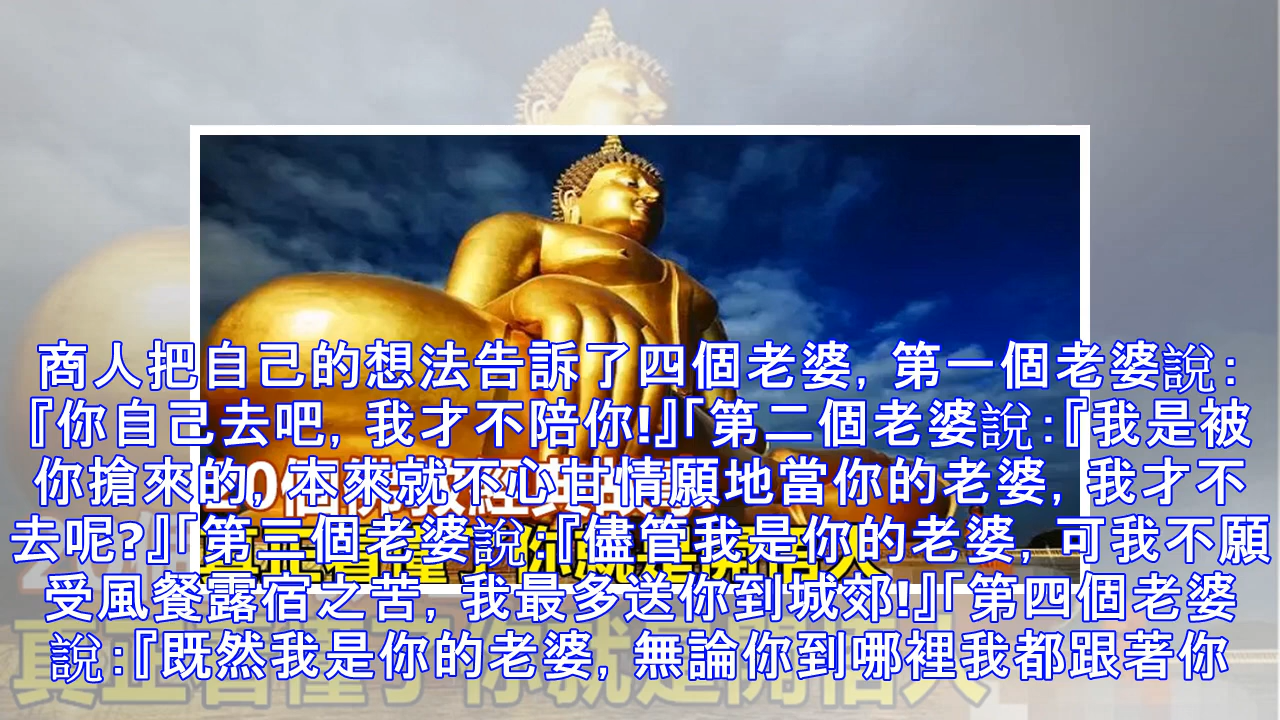 商人把自己的想法告訴了四個老婆, 第一個老婆說:
『你自己去吧, 我才不陪你!』「第二個老婆說:『我是被
你搶來的, 本來就不心甘情願地當你的老婆, 我才不
去呢?』「第三個老婆說:『儘管我是你的老婆, 可我不願
受風餐露宿之苦, 我最多送你到城郊!』「第四個老婆
說:『既然我是你的老婆, 無論你到哪裡我都跟著你